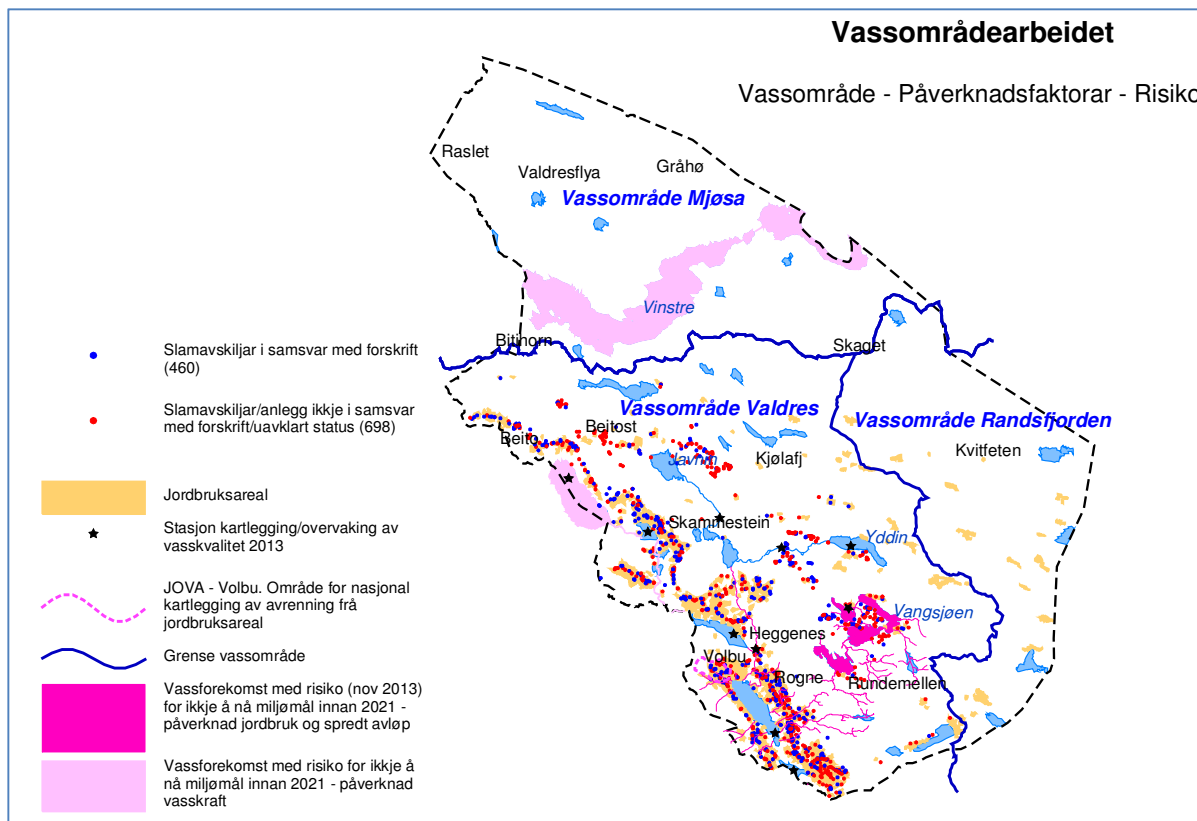 Vassområdearbeidet
Vassområde - Påverknadsfaktorar - Risiko
Raslet
Gråhø
Valdresflya
Vassområde Mjøsa
Vinstre
Bitihorn
Skaget
Slamavskiljar i samsvar med forskrift
(460)
Slamavskiljar/anlegg ikkje i samsvar
med forskrift/uavklart status (698)
Vassområde Valdres
Vassområde Randsfjorden
Beito
Beitost
Javnin
Kjølafj
Kvitfeten
Jordbruksareal
Stasjon kartlegging/overvaking av
vasskvalitet 2013
Skammestein
Yddin
JOVA - Volbu. Område for nasjonal
kartlegging av avrenning frå
jordbruksareal
Vangsjøen
Heggenes
Grense vassområde
Volbu
Rogne
Rundemellen
Vassforekomst med risiko (nov 2013)
for ikkje å nå miljømål innan 2021 -
påverknad jordbruk og spredt avløp
Vassforekomst med risiko for ikkje å
nå miljømål innan 2021 - påverknad
vasskraft